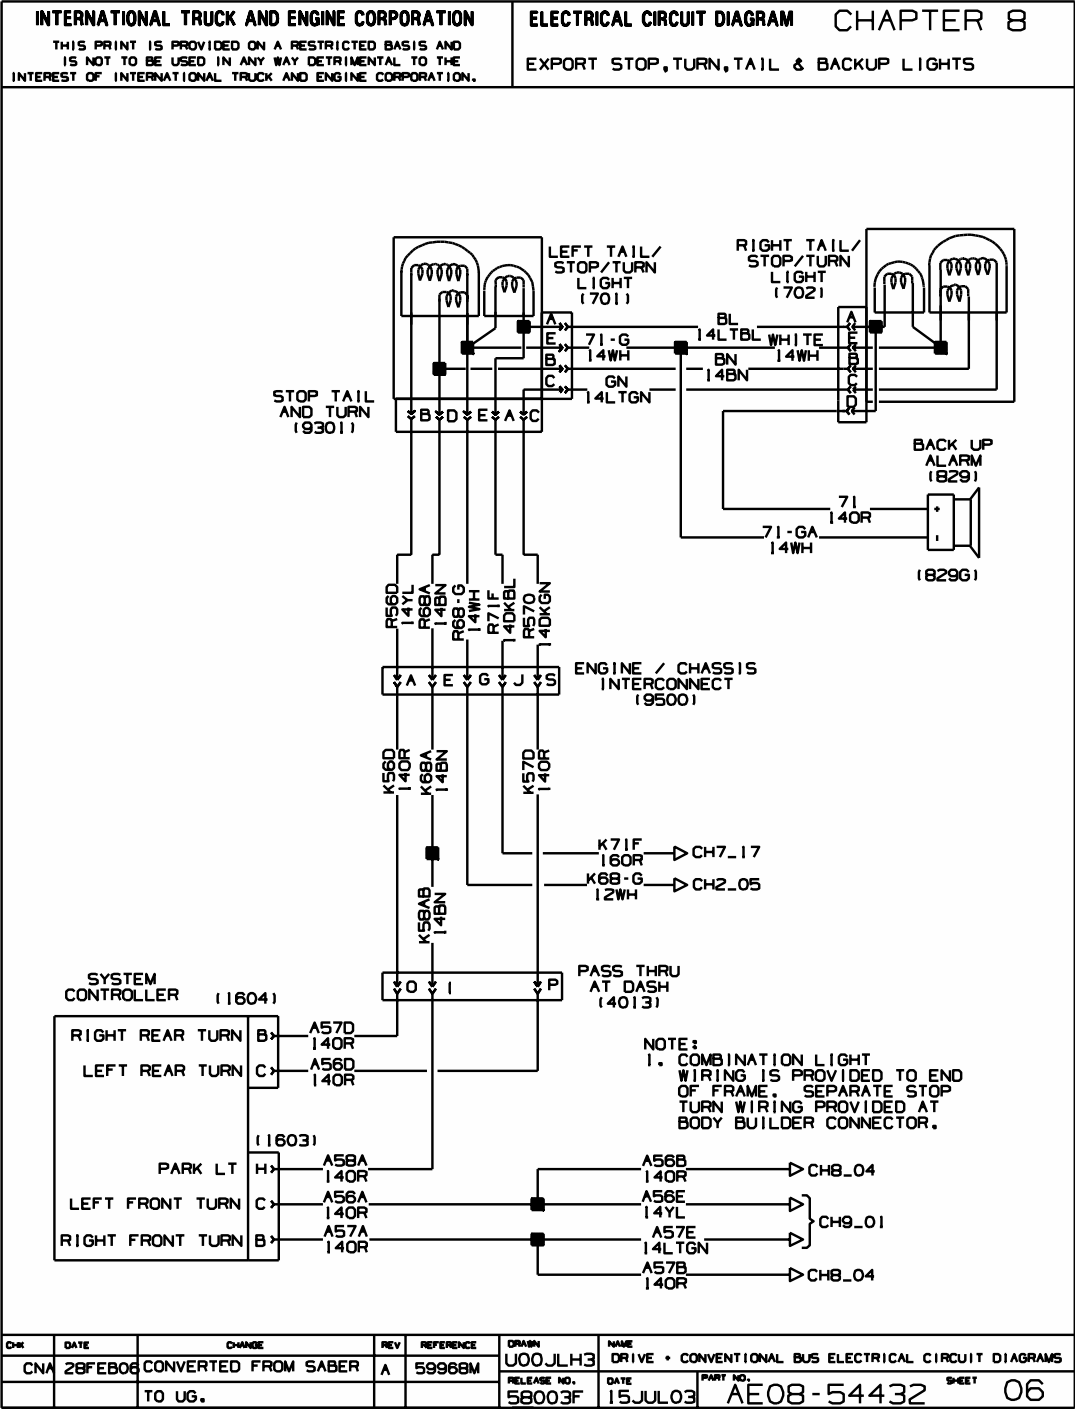 INTERNATIONAL TRUCK AND ENGINE CORPORATION
THIS PRINT IS PROVIDED ON A RESTRICTED BASIS AND
IS NOT TO BE USED IN ANY WAY DETRIMENTAL TO THE
INTEREST OF INTERNATIONAL TRUCK AND ENGINE CORPORATION.
ELECTRICAL CIRCUIT DIAGRAM CHAPTER 8
EXPORT STOP,TURN,TAIL & BACKUP LIGHTS
LEFT TAIL/
STOP/TURN
LIGHT
(701)
RIGHT TAIL/
STOP/TURN
LIGHT
(702)
A
E
B
C
BL
14LTBL
71-G
14WH
WHITE
14WH
BN
14BN
GN
14LTGN
A
E
B
C
D
STOP TAIL
AND TURN
(9301)
B D E A C
BACK UP
ALARM
(829)
+
-
71
14OR
71-GA
14WH
(829G)
R56D
14YL
R68A
14BN
R68-G
14WH
R71F
14DKBL
R570
14DKGN
A E G J S
ENGINE / CHASSIS
INTERCONNECT
(9500)
K56D
14OR
K68A
14BN
K57D
14OR
K71F
16OR
CH7_17
K68-G
12WH
CH2_05
K58AB
14BN
O I P
PASS THRU
AT DASH
(4013)
SYSTEM
CONTROLLER
(1604)
RIGHT REAR TURN B
A57D
14OR
LEFT REAR TURN C
A56D
14OR
(1603)
PARK LT H
A58A
14OR
LEFT FRONT TURN C
A56A
14OR
RIGHT FRONT TURN B
A57A
14OR
NOTE:
1. COMBINATION LIGHT
WIRING IS PROVIDED TO END
OF FRAME. SEPARATE STOP
TURN WIRING PROVIDED AT
BODY BUILDER CONNECTOR.
A56B
14OR
CH8_04
A56E
14YL
CH9_01
A57E
14LTGN
A57B
14OR
CH8_04
CHK DATE CHANGE REV REFERENCE
CNA 28FEB06 CONVERTED FROM SABER A 59968M
TO UG.
DRAWN
U00JLH3
NAME
DRIVE • CONVENTIONAL BUS ELECTRICAL CIRCUIT DIAGRAMS
RELEASE NO.
58003F
DATE
15JUL03
PART NO.
AE08-54432
SHEET
06